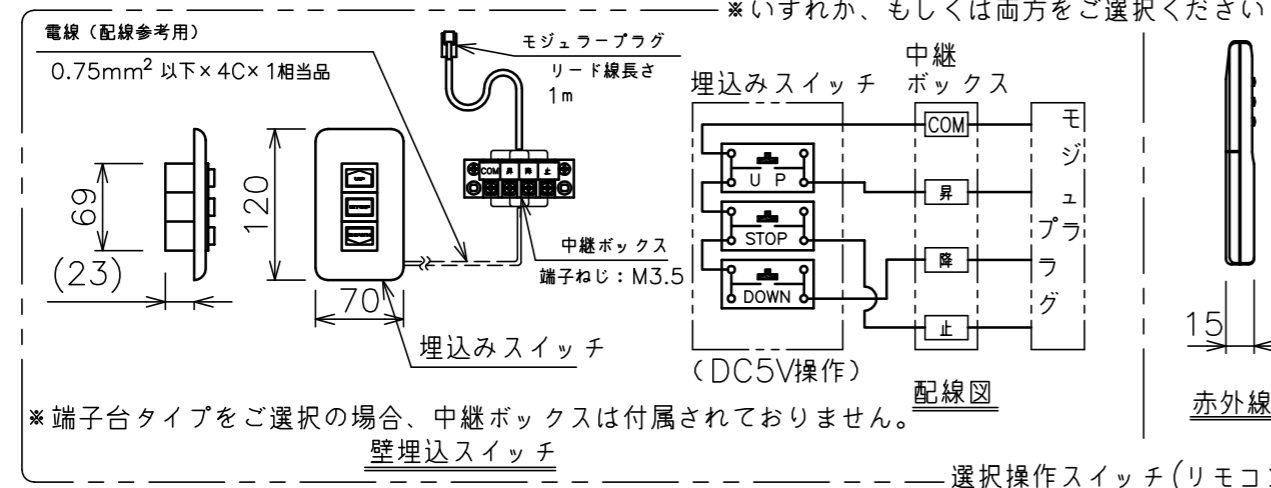 ※いずれか、もしくは両方をご選択ください
電線（配線参考用）
0.75mm² 以下×4C×1相当品
モジュラープラグ
リード線長さ
1m
69
(23)
120
70
COM 昇 降 止
中継ボックス
端子ねじ：M3.5
埋込みスイッチ
埋込みスイッチ
中継
ボックス
UP
STOP
DOWN
COM
昇
降
止
モジュラプラグ
(DC5V操作)
配線図
15
赤外線
※端子台タイプをご選択の場合、中継ボックスは付属されておりません。
壁埋込スイッチ
選択操作スイッチ(リモコン